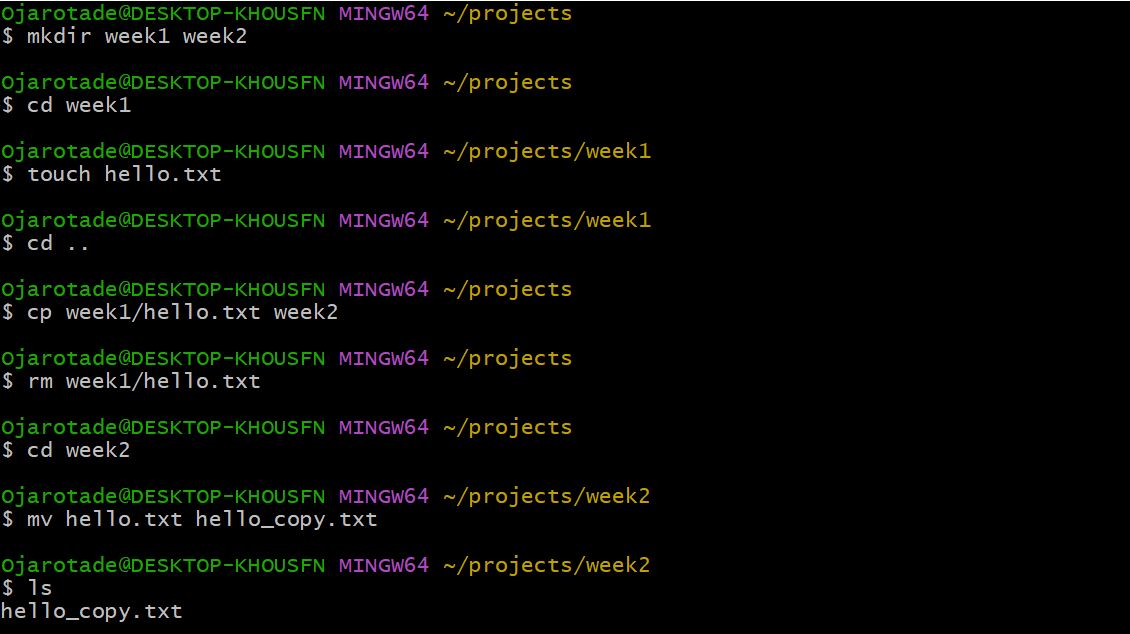 Ojarotade@DESKTOP-KHOUSFN MINGW64 ~/projects
$ mkdir week1 week2
Ojarotade@DESKTOP-KHOUSFN MINGW64 ~/projects
$ cd week1
Ojarotade@DESKTOP-KHOUSFN MINGW64 ~/projects/week1
$ touch hello.txt
Ojarotade@DESKTOP-KHOUSFN MINGW64 ~/projects/week1
$ cd ..
Ojarotade@DESKTOP-KHOUSFN MINGW64 ~/projects
$ cp week1/hello.txt week2
Ojarotade@DESKTOP-KHOUSFN MINGW64 ~/projects
$ rm week1/hello.txt
Ojarotade@DESKTOP-KHOUSFN MINGW64 ~/projects
$ cd week2
Ojarotade@DESKTOP-KHOUSFN MINGW64 ~/projects/week2
$ mv hello.txt hello_copy.txt
Ojarotade@DESKTOP-KHOUSFN MINGW64 ~/projects/week2
$ ls
hello_copy.txt